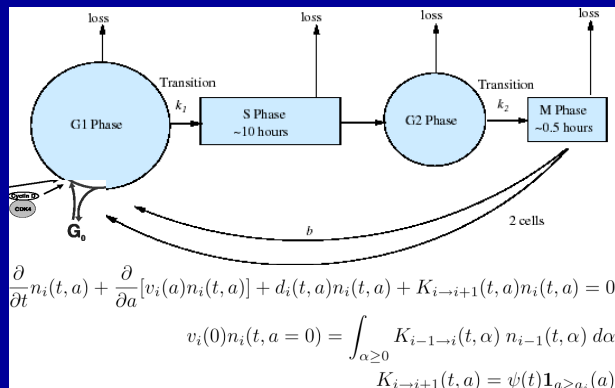 loss loss loss loss
Transition
k₁
G1 Phase
S Phase
~10 hours
G2 Phase
Transition
k₂
M Phase
~0.5 hours
Cyclin D
CDK4
G₀
b
2 cells
∂/∂t n_i(t, a) + ∂/∂a [v_i(a)n_i(t, a)] + d_i(t, a)n_i(t, a) + K_{i→i+1}(t, a)n_i(t, a) = 0
v_i(0)n_i(t, a = 0) = ∫_{α≥0} K_{i−1→i}(t, α) n_{i−1}(t, α) dα
K_{i→i+1}(t, a) = ψ(t)𝟏_{a≥a_i}(a)